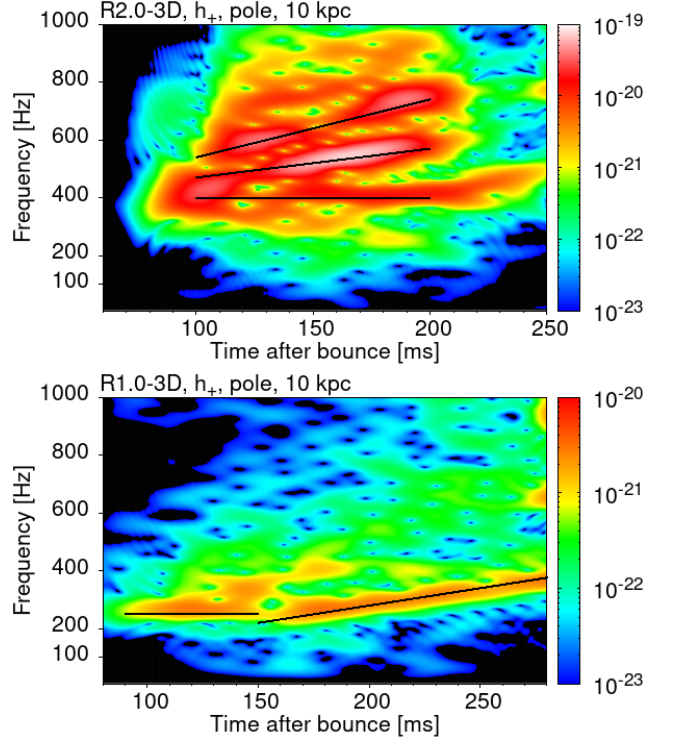 R2.0-3D, h₊, pole, 10 kpc
1000
800
600
400
200
100
Frequency [Hz]
100 150 200 250
Time after bounce [ms]
10⁻¹⁹
10⁻²⁰
10⁻²¹
10⁻²²
10⁻²³
R1.0-3D, h₊, pole, 10 kpc
1000
800
600
400
200
100
Frequency [Hz]
100 150 200 250
Time after bounce [ms]
10⁻²⁰
10⁻²¹
10⁻²²
10⁻²³